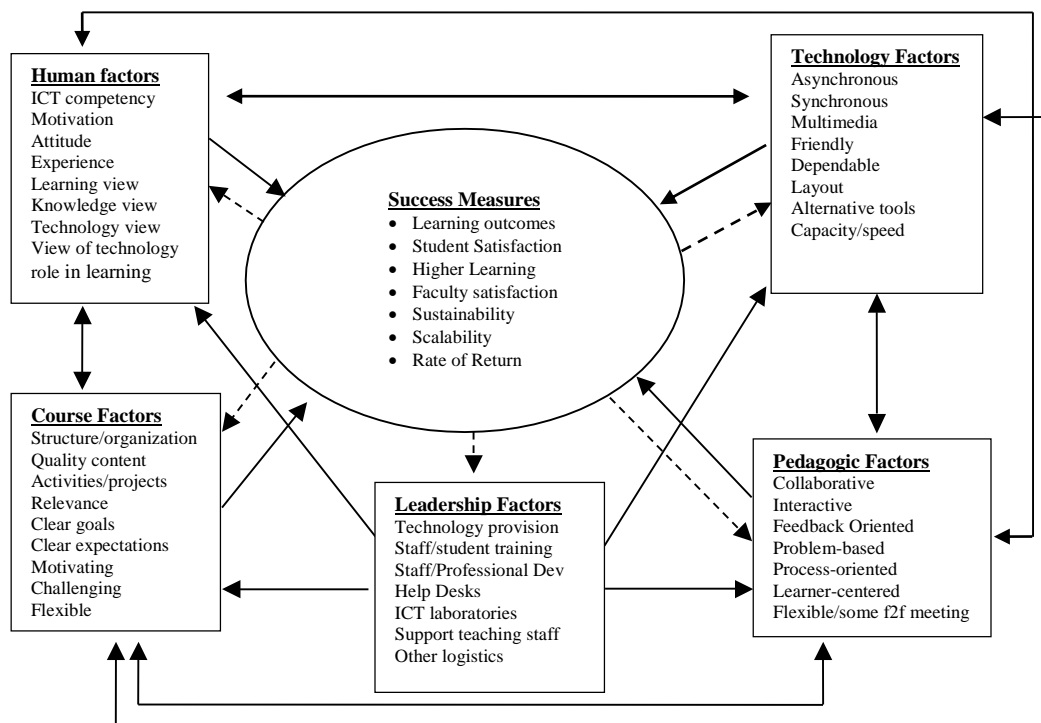 Human factors
ICT competency
Motivation
Attitude
Experience
Learning view
Knowledge view
Technology view
View of technology
role in learning
Technology Factors
Asynchronous
Synchronous
Multimedia
Friendly
Dependable
Layout
Alternative tools
Capacity/speed
Success Measures
• Learning outcomes
• Student Satisfaction
• Higher Learning
• Faculty satisfaction
• Sustainability
• Scalability
• Rate of Return
Course Factors
Structure/organization
Quality content
Activities/projects
Relevance
Clear goals
Clear expectations
Motivating
Challenging
Flexible
Leadership Factors
Technology provision
Staff/student training
Staff/Professional Dev
Help Desks
ICT laboratories
Support teaching staff
Other logistics
Pedagogic Factors
Collaborative
Interactive
Feedback Oriented
Problem-based
Process-oriented
Learner-centered
Flexible/some f2f meeting